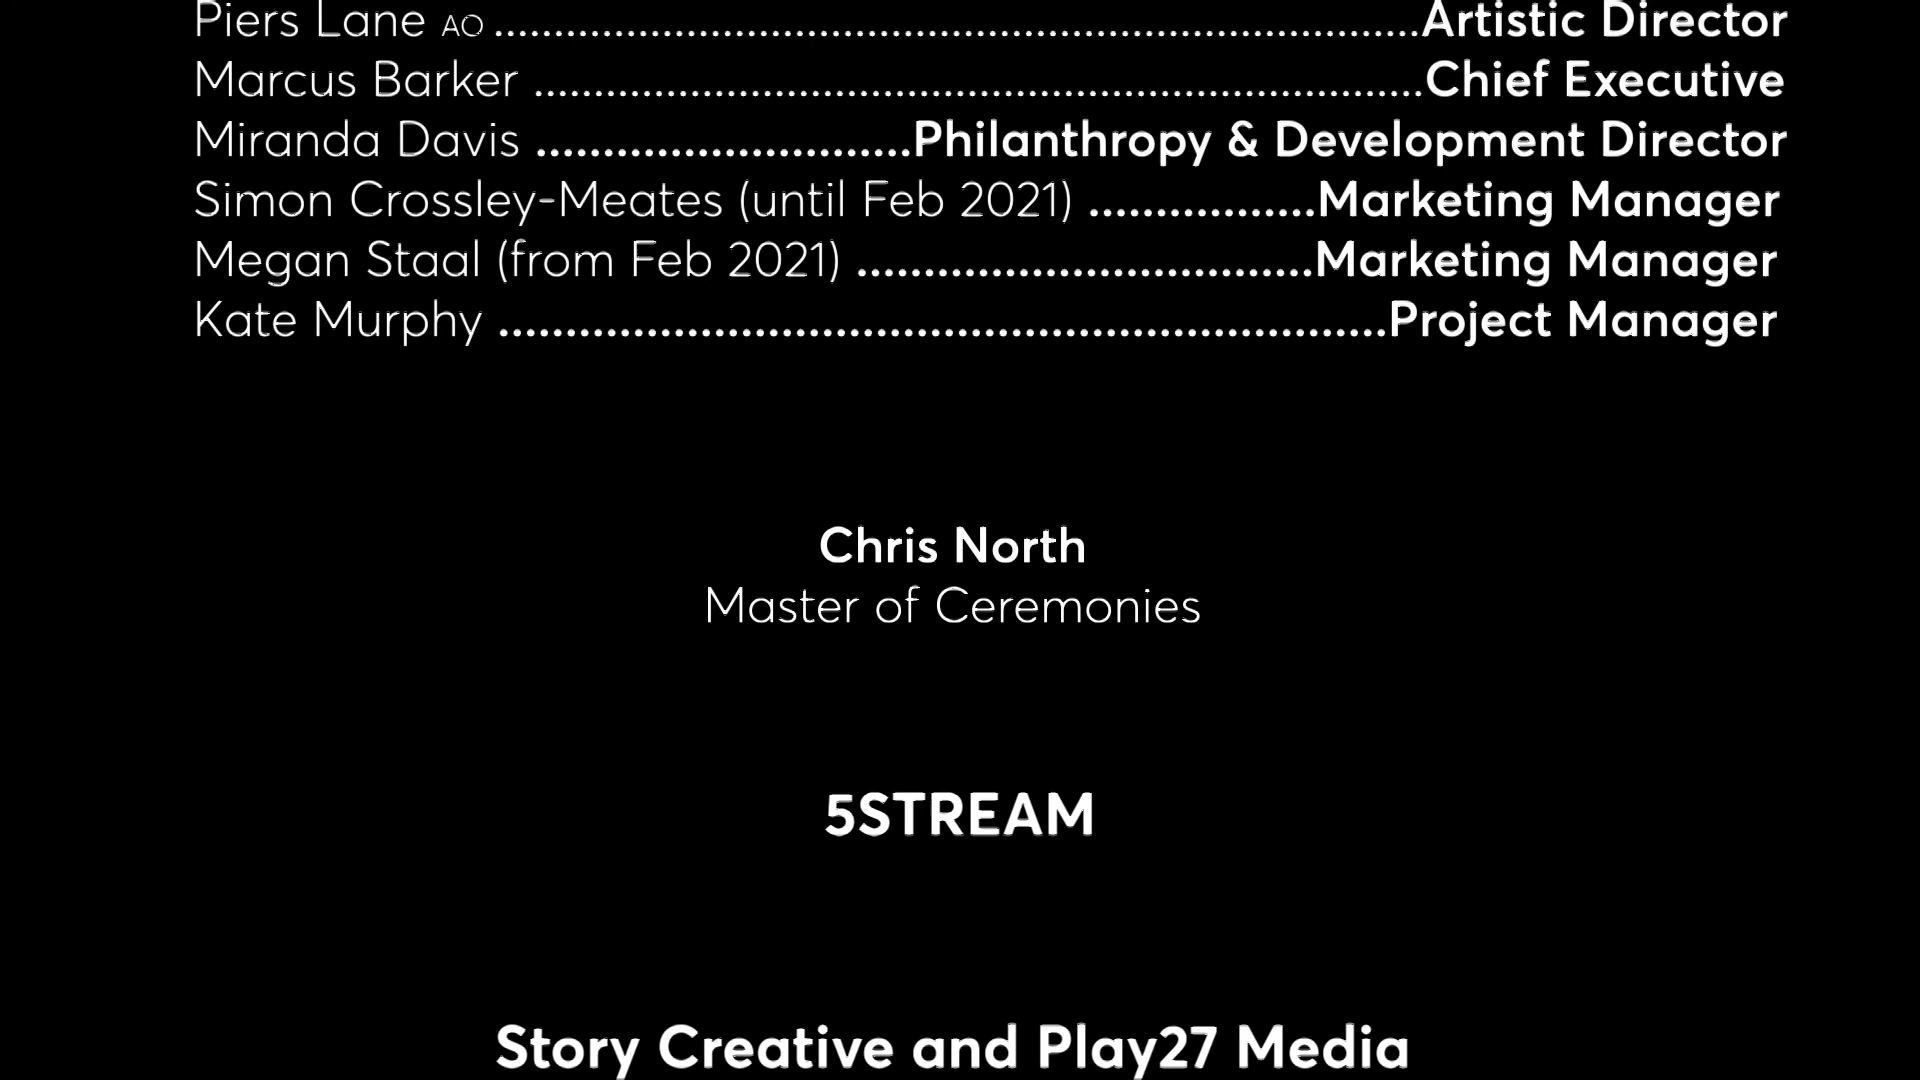 Piers Lane AO ..............................................................................Artistic Director
Marcus Barker ...........................................................................Chief Executive
Miranda Davis ............................Philanthropy & Development Director
Simon Crossley-Meates (until Feb 2021) .................Marketing Manager
Megan Staal (from Feb 2021) ..................................Marketing Manager
Kate Murphy ..................................................................Project Manager
Chris North
Master of Ceremonies
5STREAM
Story Creative and Play27 Media